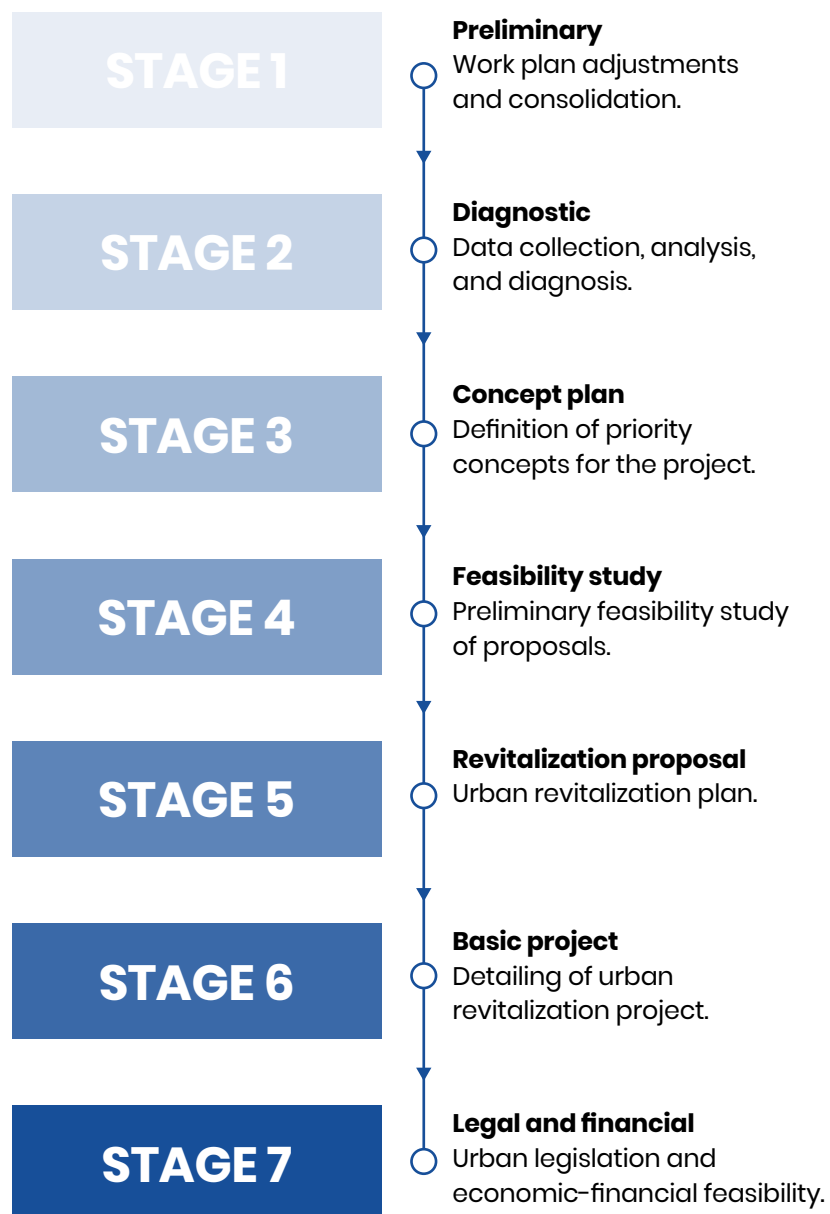 STAGE 1
Preliminary
Work plan adjustments
and consolidation.
STAGE 2
Diagnostic
Data collection, analysis,
and diagnosis.
STAGE 3
Concept plan
Definition of priority
concepts for the project.
STAGE 4
Feasibility study
Preliminary feasibility study
of proposals.
STAGE 5
Revitalization proposal
Urban revitalization plan.
STAGE 6
Basic project
Detailing of urban
revitalization project.
STAGE 7
Legal and financial
Urban legislation and
economic-financial feasibility.